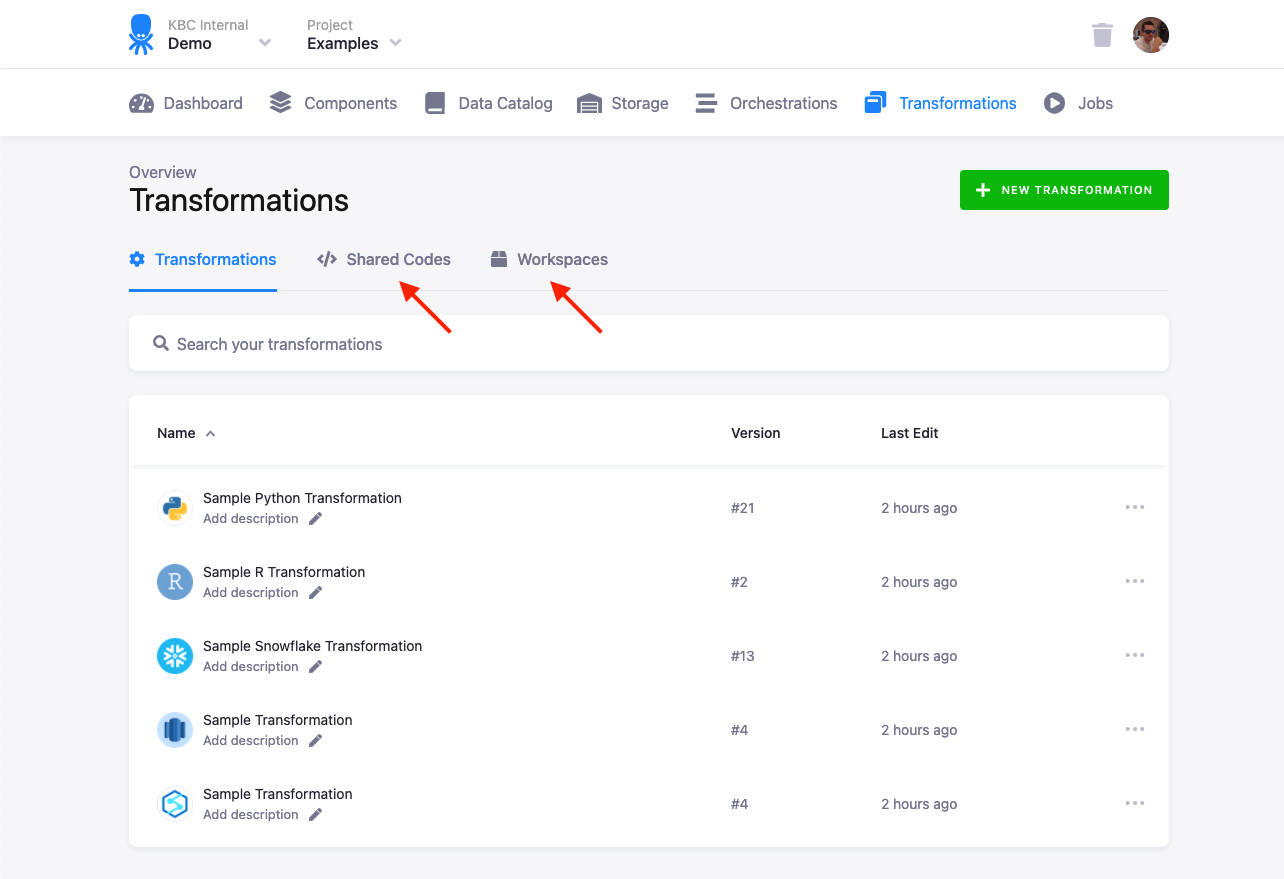 KBC Internal
Demo
Project
Examples
Dashboard
Components
Data Catalog
Storage
Orchestrations
Transformations
Jobs
Overview
Transformations
NEW TRANSFORMATION
Transformations
Shared Codes
Workspaces
Search your transformations
Name
Version
Last Edit
Sample Python Transformation
Add description
#21
2 hours ago
R
Sample R Transformation
Add description
#2
2 hours ago
Sample Snowflake Transformation
Add description
#13
2 hours ago
Sample Transformation
Add description
#4
2 hours ago
Sample Transformation
Add description
#4
2 hours ago